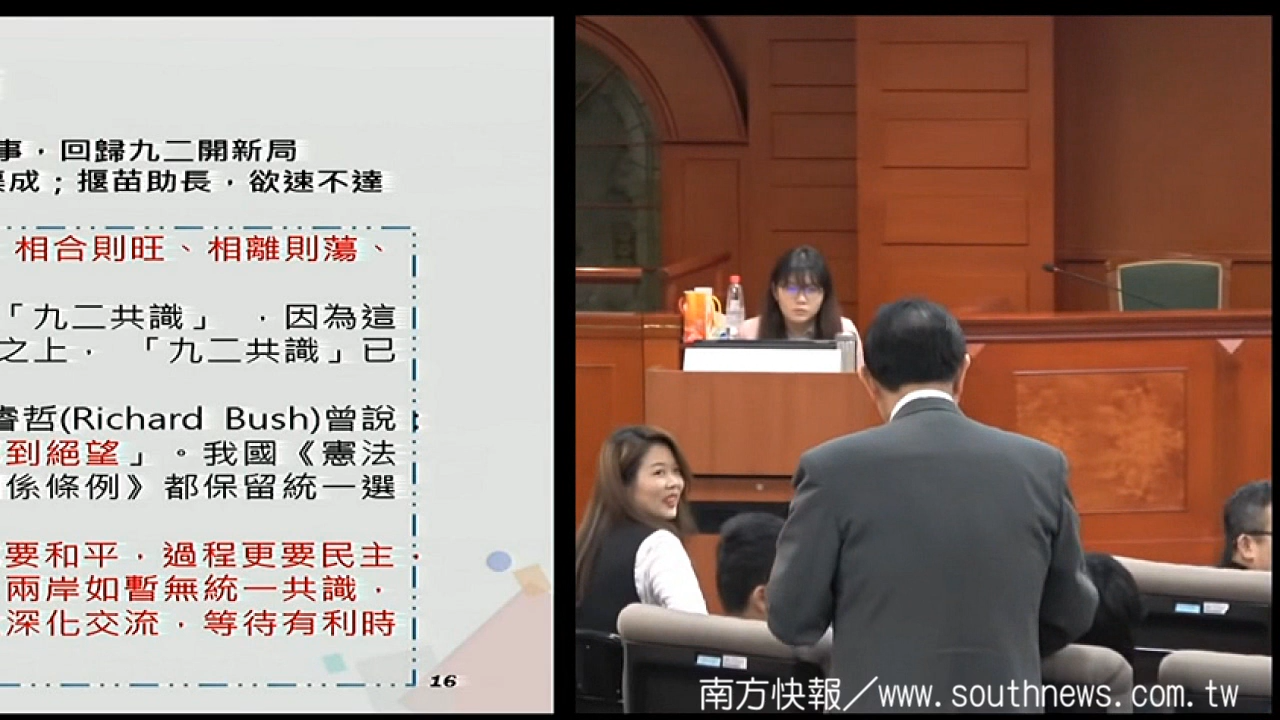 事，回歸九二開新局
成；揠苗助長，欲速不達
相合則旺、相離則蕩、
「九二共識」，因為這
之上，「九二共識」已
睿哲(Richard Bush)曾說：
到絕望」。我國《憲法
係條例》都保留統一選
要和平，過程更要民主，
兩岸如暫無統一共識，
深化交流，等待有利時
16
南方快報／www.southnews.com.tw